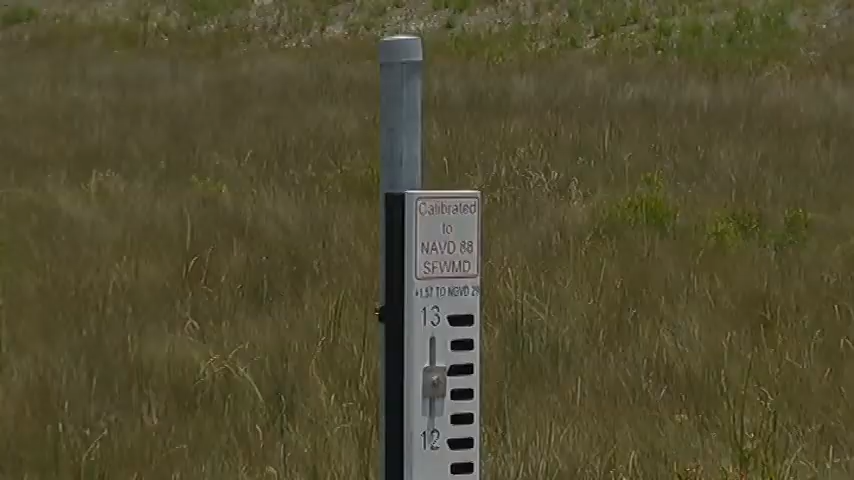 Calibrated
to
NAVD 88
SFWMD
+1.57 TO NGVD 29
13
12